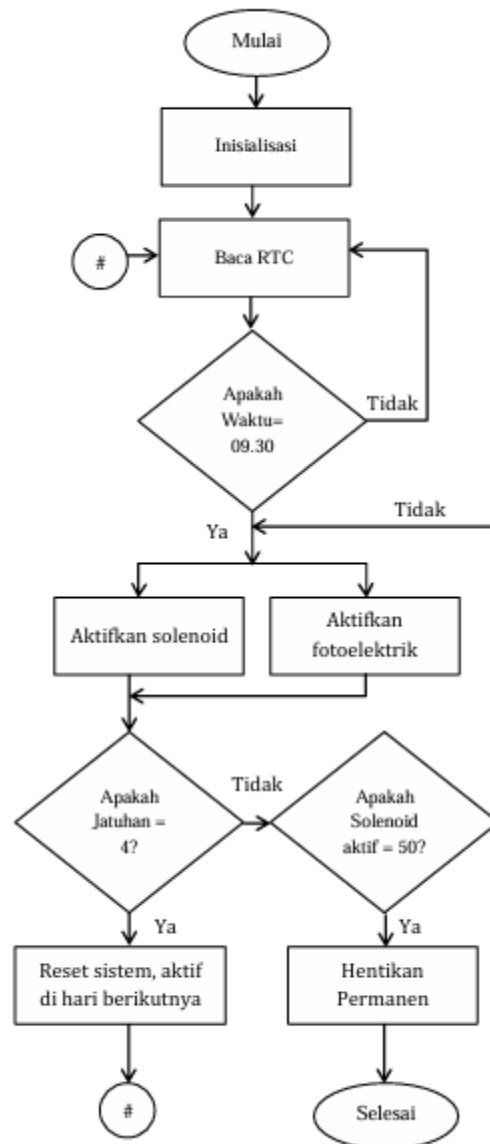 Mulai
Inisialisasi
Baca RTC
#
Apakah
Waktu=
09.30
Tidak
Ya
Tidak
Aktifkan solenoid
Aktifkan
fotoelektrik
Apakah
Jatuhan =
4?
Tidak
Apakah
Solenoid
aktif = 50?
Ya
Ya
Reset sistem, aktif
di hari berikutnya
Hentikan
Permanen
#
Selesai